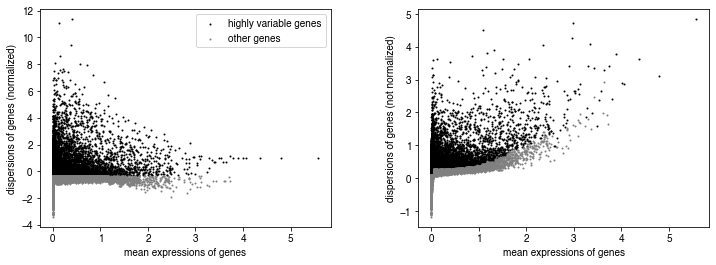 12
10
8
6
4
2
0
−2
−4
dispersions of genes (normalized)
highly variable genes
other genes
0 1 2 3 4 5
mean expressions of genes
5
4
3
2
1
0
−1
dispersions of genes (not normalized)
0 1 2 3 4 5
mean expressions of genes